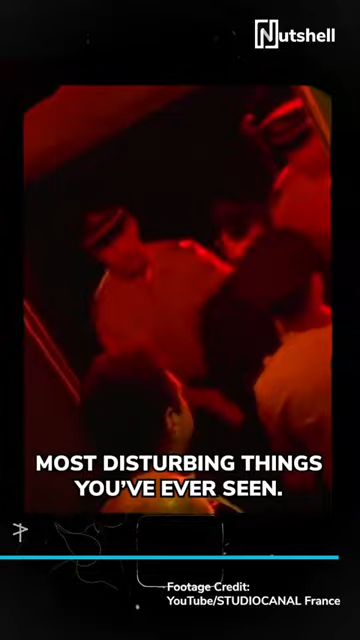 Nutshell
MOST DISTURBING THINGS
YOU'VE EVER SEEN.
Footage Credit:
YouTube/STUDIOCANAL France